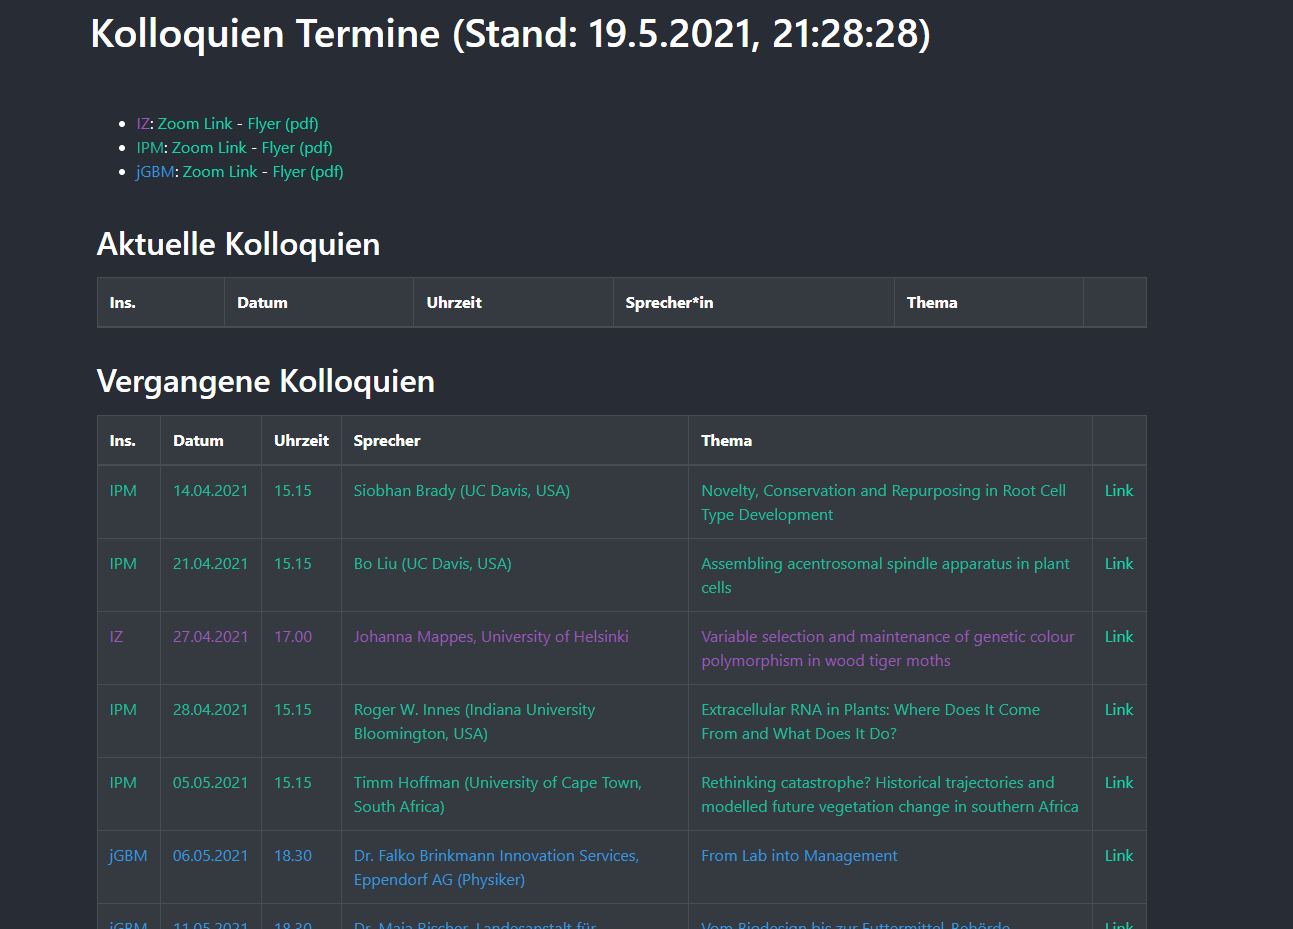 Kolloquien Termine (Stand: 19.5.2021, 21:28:28)
IZ: Zoom Link - Flyer (pdf)
IPM: Zoom Link - Flyer (pdf)
jGBM: Zoom Link - Flyer (pdf)
Aktuelle Kolloquien
Ins. Datum Uhrzeit Sprecher*in Thema
Vergangene Kolloquien
Ins. Datum Uhrzeit Sprecher Thema
IPM 14.04.2021 15.15 Siobhan Brady (UC Davis, USA) Novelty, Conservation and Repurposing in Root Cell Link
Type Development
IPM 21.04.2021 15.15 Bo Liu (UC Davis, USA) Assembling acentrosomal spindle apparatus in plant Link
cells
IZ 27.04.2021 17.00 Johanna Mappes, University of Helsinki Variable selection and maintenance of genetic colour Link
polymorphism in wood tiger moths
IPM 28.04.2021 15.15 Roger W. Innes (Indiana University Extracellular RNA in Plants: Where Does It Come Link
Bloomington, USA) From and What Does It Do?
IPM 05.05.2021 15.15 Timm Hoffman (University of Cape Town, Rethinking catastrophe? Historical trajectories and Link
South Africa) modelled future vegetation change in southern Africa
jGBM 06.05.2021 18.30 Dr. Falko Brinkmann Innovation Services, From Lab into Management Link
Eppendorf AG (Physiker)
jGBM 11.05.2021 18.30 Dr. Maja Rischer, Landesanstalt für Vom Biodesign bis zur Futtermittel-Behörde Link